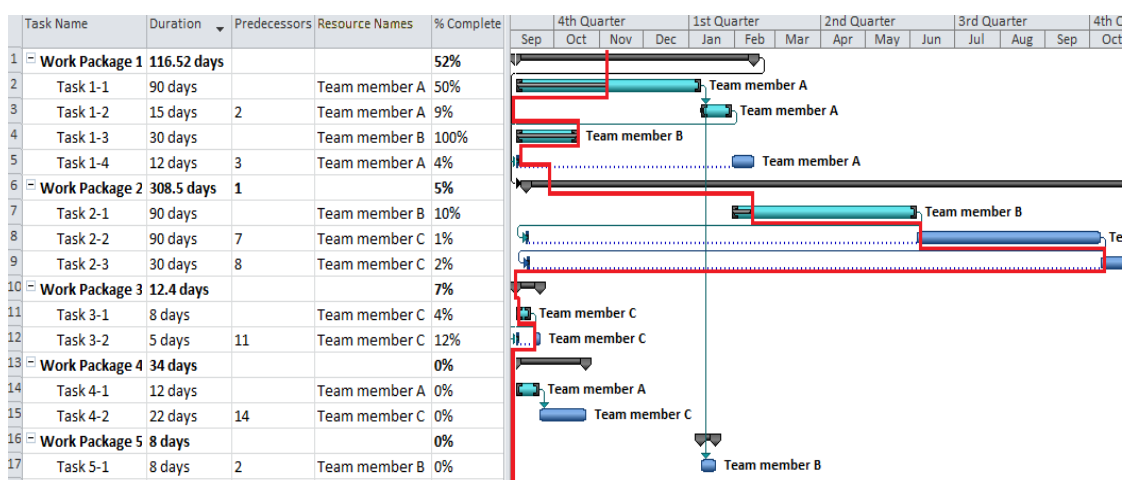 Task Name Duration Predecessors Resource Names % Complete 4th Quarter 1st Quarter 2nd Quarter 3rd Quarter 4th C
Sep Oct Nov Dec Jan Feb Mar Apr May Jun Jul Aug Sep Oct
1 Work Package 1 116.52 days 52%
2 Task 1-1 90 days Team member A 50% Team member A
3 Task 1-2 15 days 2 Team member A 9% Team member A
4 Task 1-3 30 days Team member B 100% Team member B
5 Task 1-4 12 days 3 Team member A 4% Team member A
6 Work Package 2 308.5 days 1 5%
7 Task 2-1 90 days Team member B 10% Team member B
8 Task 2-2 90 days 7 Team member C 1% Te
9 Task 2-3 30 days 8 Team member C 2%
10 Work Package 3 12.4 days 7%
11 Task 3-1 8 days Team member C 4% Team member C
12 Task 3-2 5 days 11 Team member C 12% Team member C
13 Work Package 4 34 days 0%
14 Task 4-1 12 days Team member A 0% Team member A
15 Task 4-2 22 days 14 Team member C 0% Team member C
16 Work Package 5 8 days 0%
17 Task 5-1 8 days 2 Team member B 0% Team member B